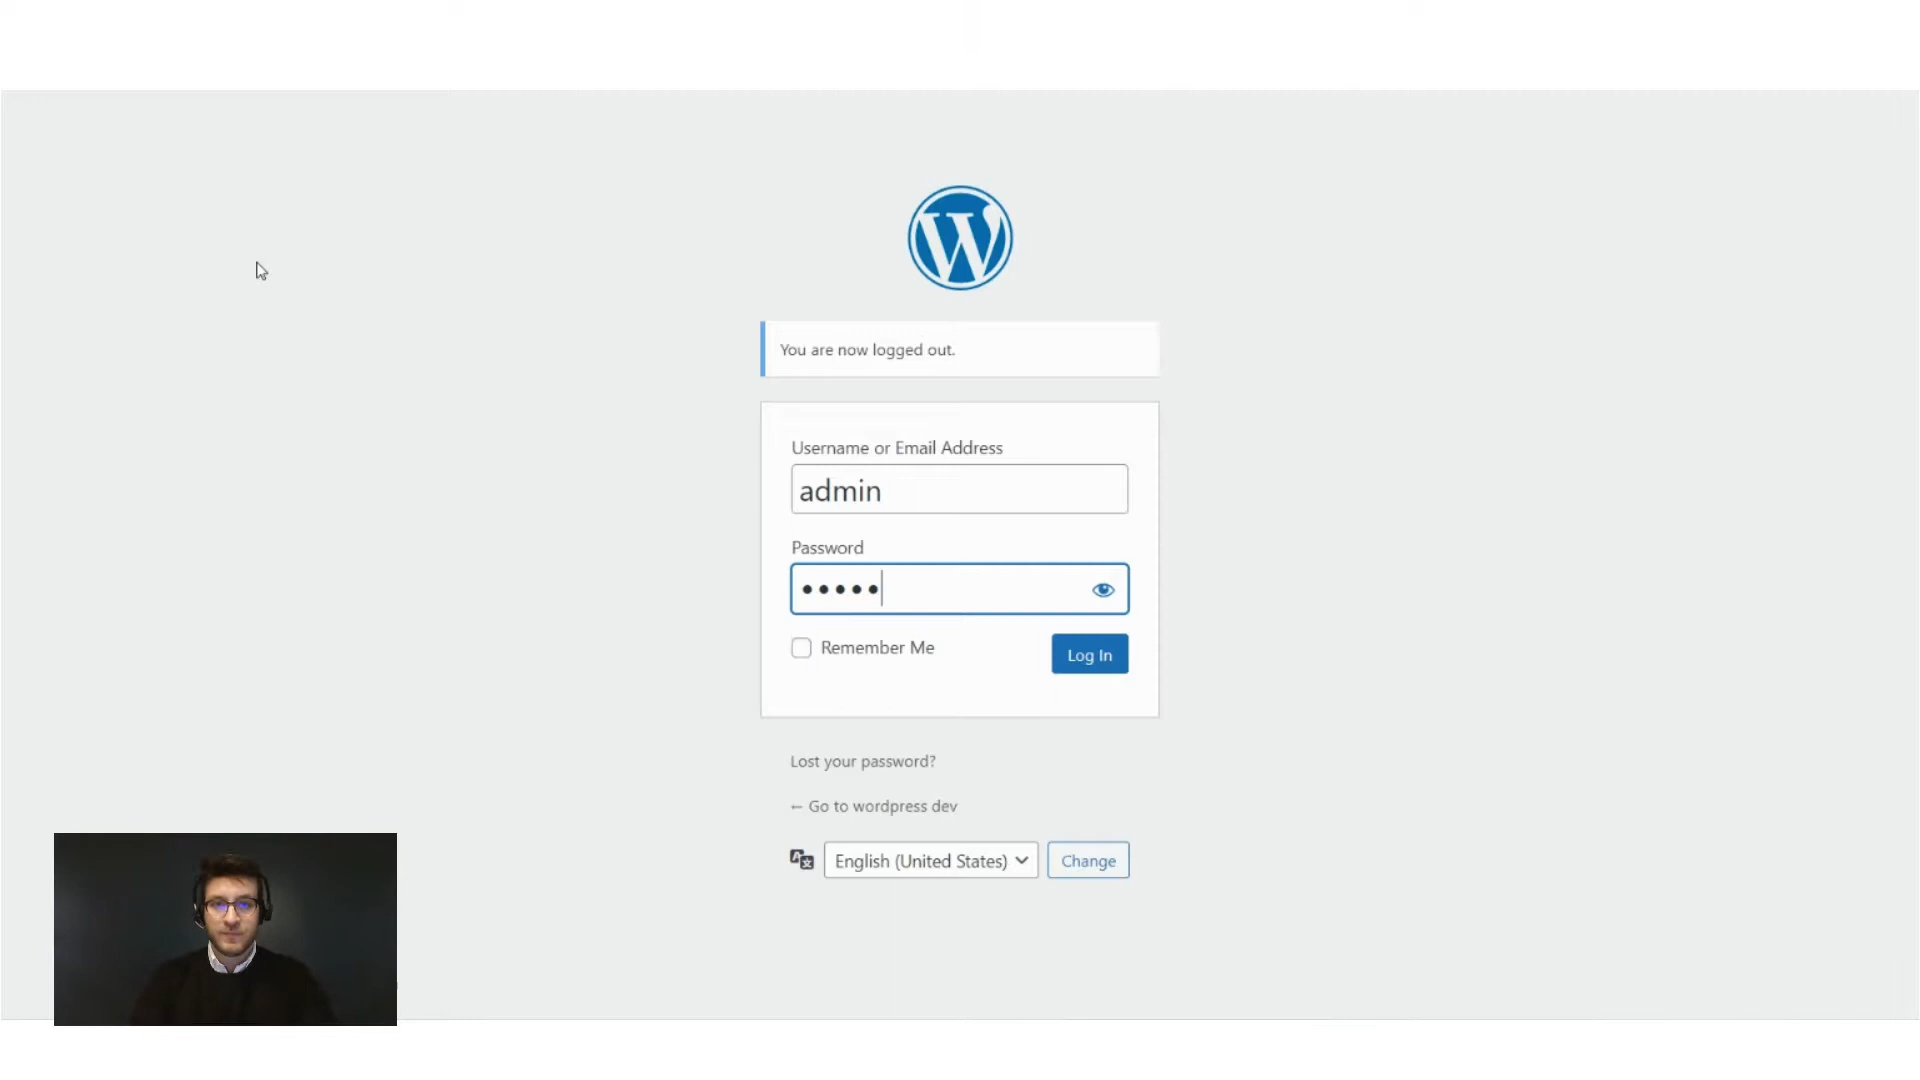 You are now logged out.
Username or Email Address
admin
Password
•••••
Remember Me
Log In
Lost your password?
← Go to wordpress dev
English (United States)
Change